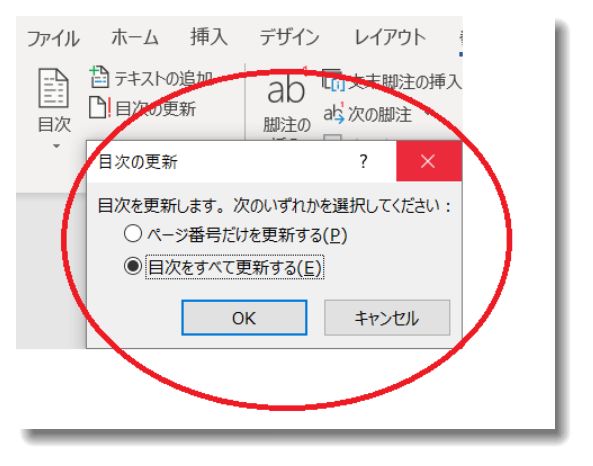 ファイル ホーム 挿入 デザイン レイアウト
目次
テキストの追加
目次の更新
ab
脚注の
文末脚注の挿入
次の脚注
目次の更新 ?
目次を更新します。次のいずれかを選択してください：
ページ番号だけを更新する(P)
目次をすべて更新する(E)
OK キャンセル